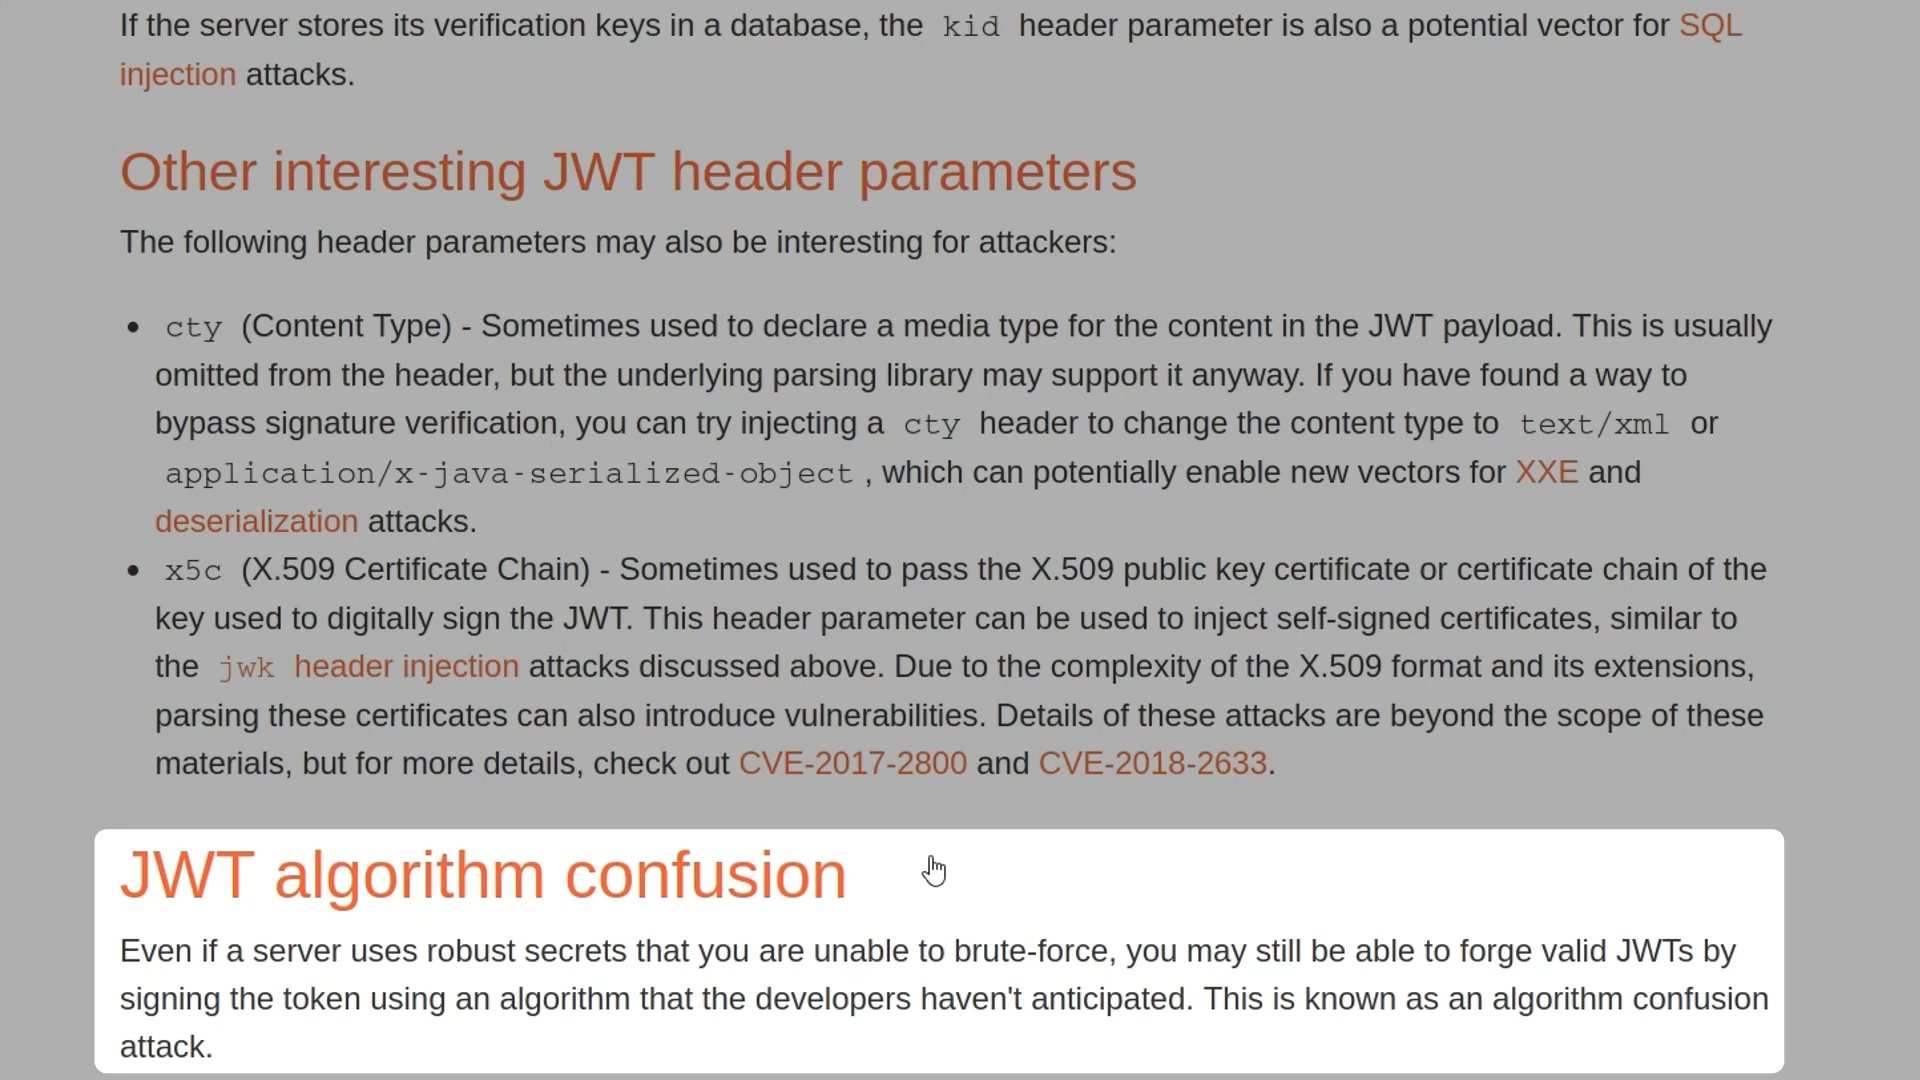 If the server stores its verification keys in a database, the kid header parameter is also a potential vector for SQL
injection attacks.
Other interesting JWT header parameters
The following header parameters may also be interesting for attackers:
• cty (Content Type) - Sometimes used to declare a media type for the content in the JWT payload. This is usually
omitted from the header, but the underlying parsing library may support it anyway. If you have found a way to
bypass signature verification, you can try injecting a cty header to change the content type to text/xml or
application/x-java-serialized-object , which can potentially enable new vectors for XXE and
deserialization attacks.
• x5c (X.509 Certificate Chain) - Sometimes used to pass the X.509 public key certificate or certificate chain of the
key used to digitally sign the JWT. This header parameter can be used to inject self-signed certificates, similar to
the jwk header injection attacks discussed above. Due to the complexity of the X.509 format and its extensions,
parsing these certificates can also introduce vulnerabilities. Details of these attacks are beyond the scope of these
materials, but for more details, check out CVE-2017-2800 and CVE-2018-2633.
JWT algorithm confusion
Even if a server uses robust secrets that you are unable to brute-force, you may still be able to forge valid JWTs by
signing the token using an algorithm that the developers haven't anticipated. This is known as an algorithm confusion
attack.